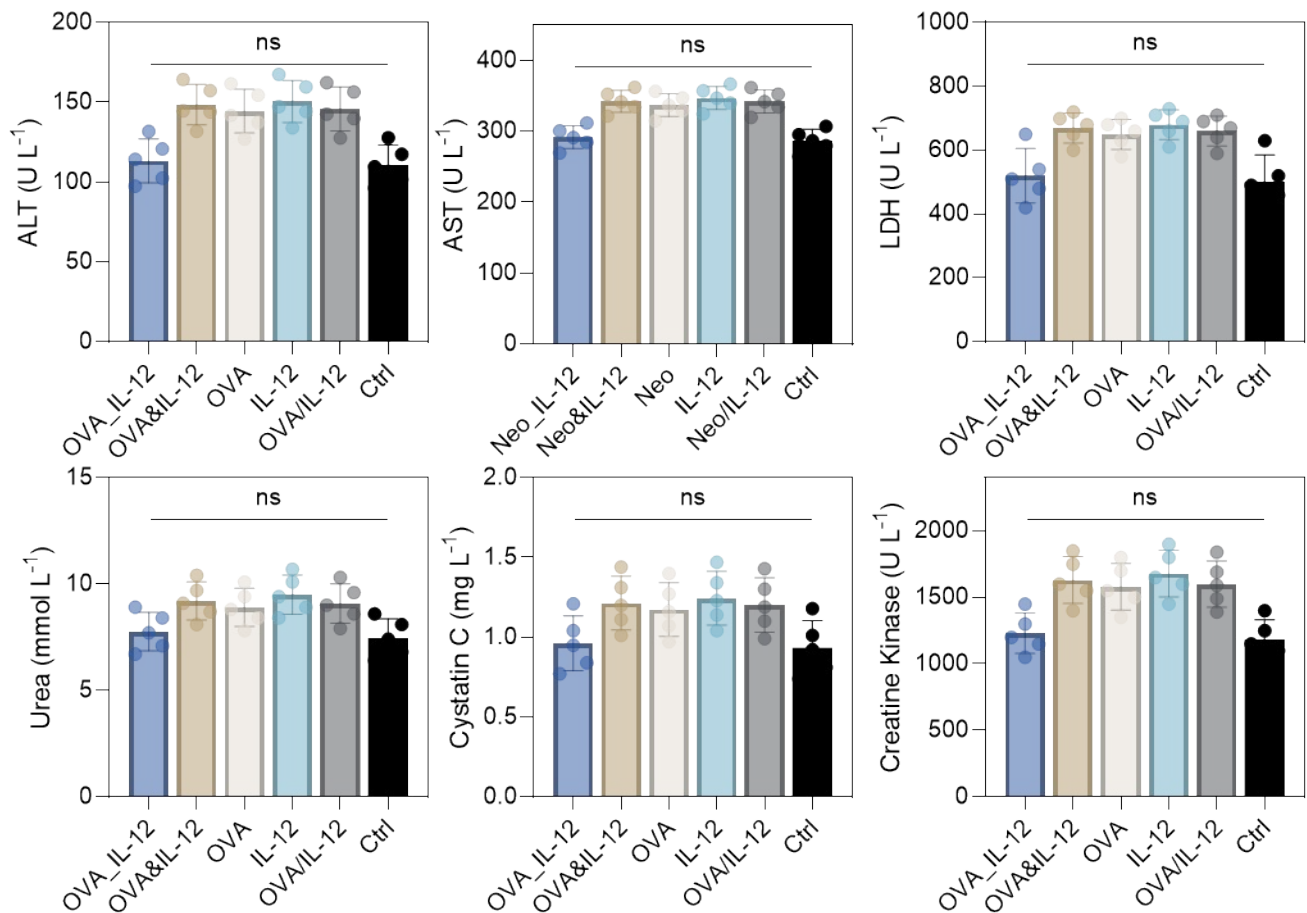 ALT (U L⁻¹)
200
150
100
50
0
ns
OVA_IL-12
OVA&IL-12
OVA
IL-12
OVA/IL-12
Ctrl
AST (U L⁻¹)
400
300
200
100
0
ns
Neo_IL-12
Neo&IL-12
Neo
IL-12
Neo/IL-12
Ctrl
LDH (U L⁻¹)
1000
800
600
400
200
0
ns
OVA_IL-12
OVA&IL-12
OVA
IL-12
OVA/IL-12
Ctrl
Urea (mmol L⁻¹)
15
10
5
0
ns
OVA_IL-12
OVA&IL-12
OVA
IL-12
OVA/IL-12
Ctrl
Cystatin C (mg L⁻¹)
2.0
1.5
1.0
0.5
0.0
ns
OVA_IL-12
OVA&IL-12
OVA
IL-12
OVA/IL-12
Ctrl
Creatine Kinase (U L⁻¹)
2000
1500
1000
500
0
ns
OVA_IL-12
OVA&IL-12
OVA
IL-12
OVA/IL-12
Ctrl